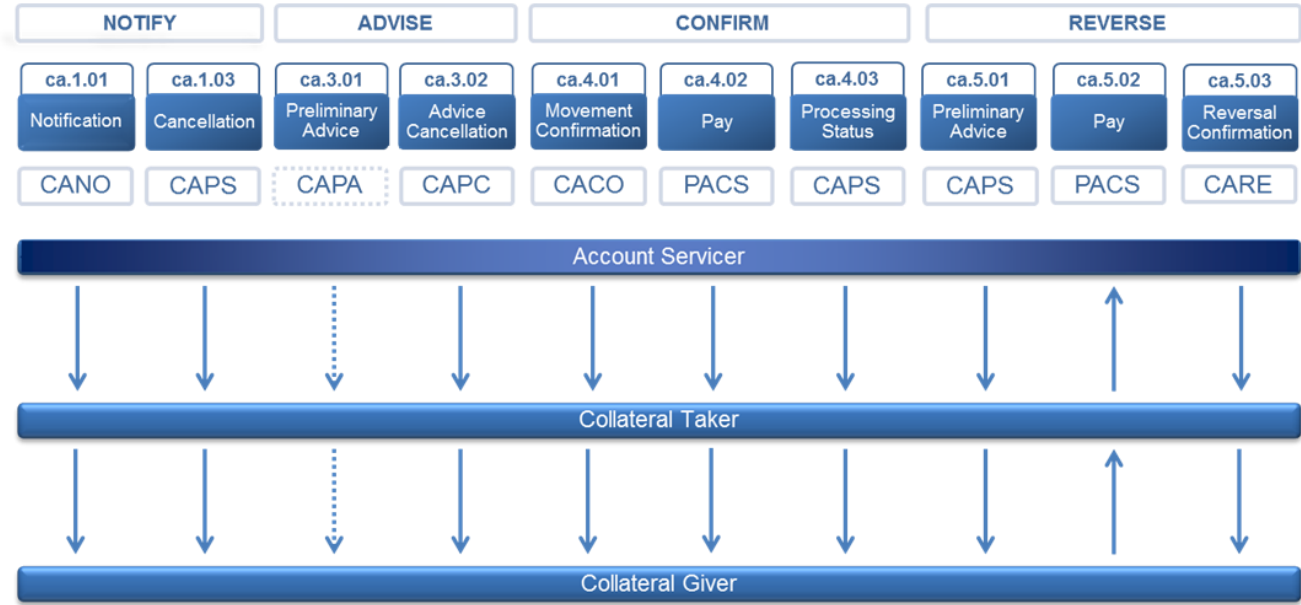 NOTIFY ADVISE CONFIRM REVERSE
ca.1.01 ca.1.03 ca.3.01 ca.3.02 ca.4.01 ca.4.02 ca.4.03 ca.5.01 ca.5.02 ca.5.03
Notification
Cancellation
Preliminary
Advice
Advice
Cancellation
Movement
Confirmation
Pay
Processing
Status
Preliminary
Advice
Pay
Reversal
Confirmation
CANO CAPS CAPA CAPC CACO PACS CAPS CAPS PACS CARE
Account Servicer
Collateral Taker
Collateral Giver